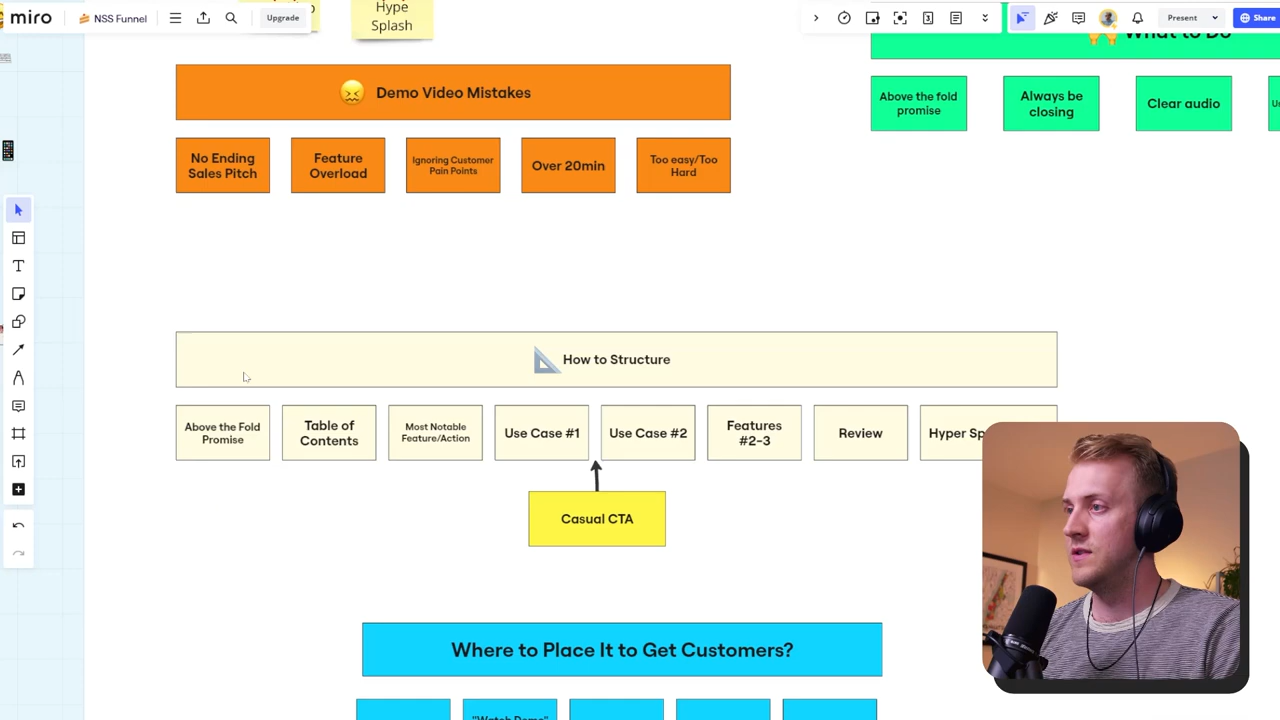 miro
NSS Funnel
Upgrade
Hype
Splash
3
Present
Share
What to Do
Demo Video Mistakes
No Ending
Sales Pitch
Feature
Overload
Ignoring Customer
Pain Points
Over 20min
Too easy/Too
Hard
Above the fold
promise
Always be
closing
Clear audio
How to Structure
Above the Fold
Promise
Table of
Contents
Most Notable
Feature/Action
Use Case #1
Use Case #2
Features
#2-3
Review
Hyper
Casual CTA
Where to Place It to Get Customers?
"Watch Demo"